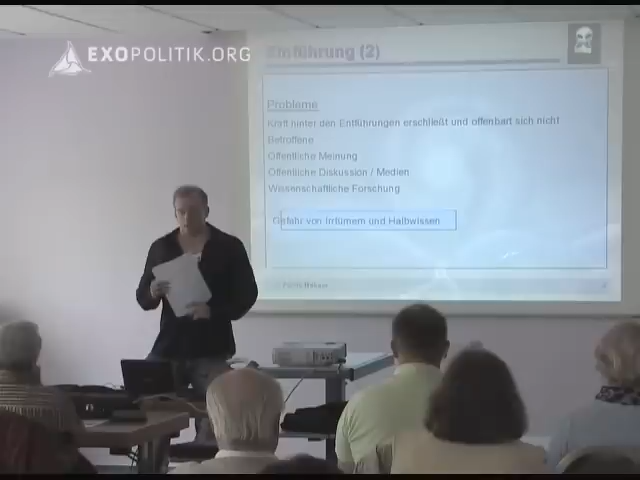 EXOPOLITIK.ORG
Einführung (2)
Probleme
Kraft hinter den Entführungen erschließt und offenbart sich nicht
Betroffene
Öffentliche Meinung
Öffentliche Diskussion / Medien
Wissenschaftliche Forschung
Gefahr von Irrtümern und Halbwissen